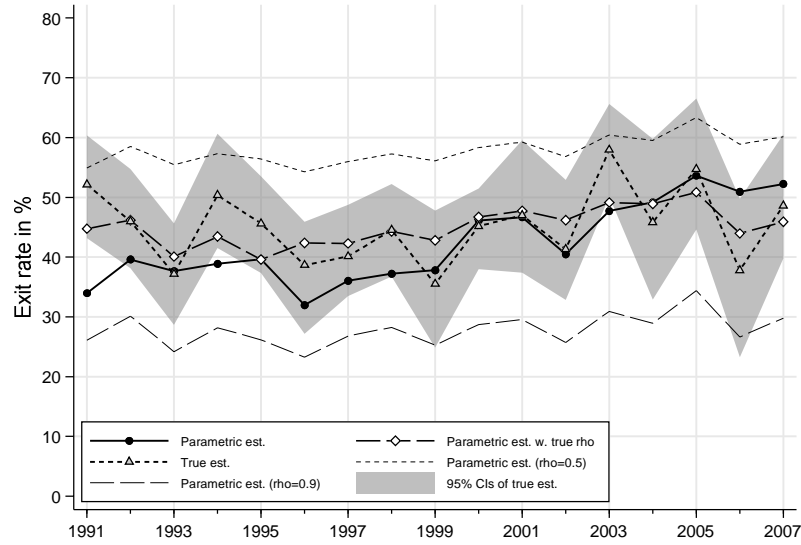 80
70
60
50
40
30
20
10
0
Exit rate in %
Parametric est.
Parametric est. w. true rho
True est.
Parametric est. (rho=0.5)
Parametric est. (rho=0.9)
95% CIs of true est.
1991 1993 1995 1997 1999 2001 2003 2005 2007